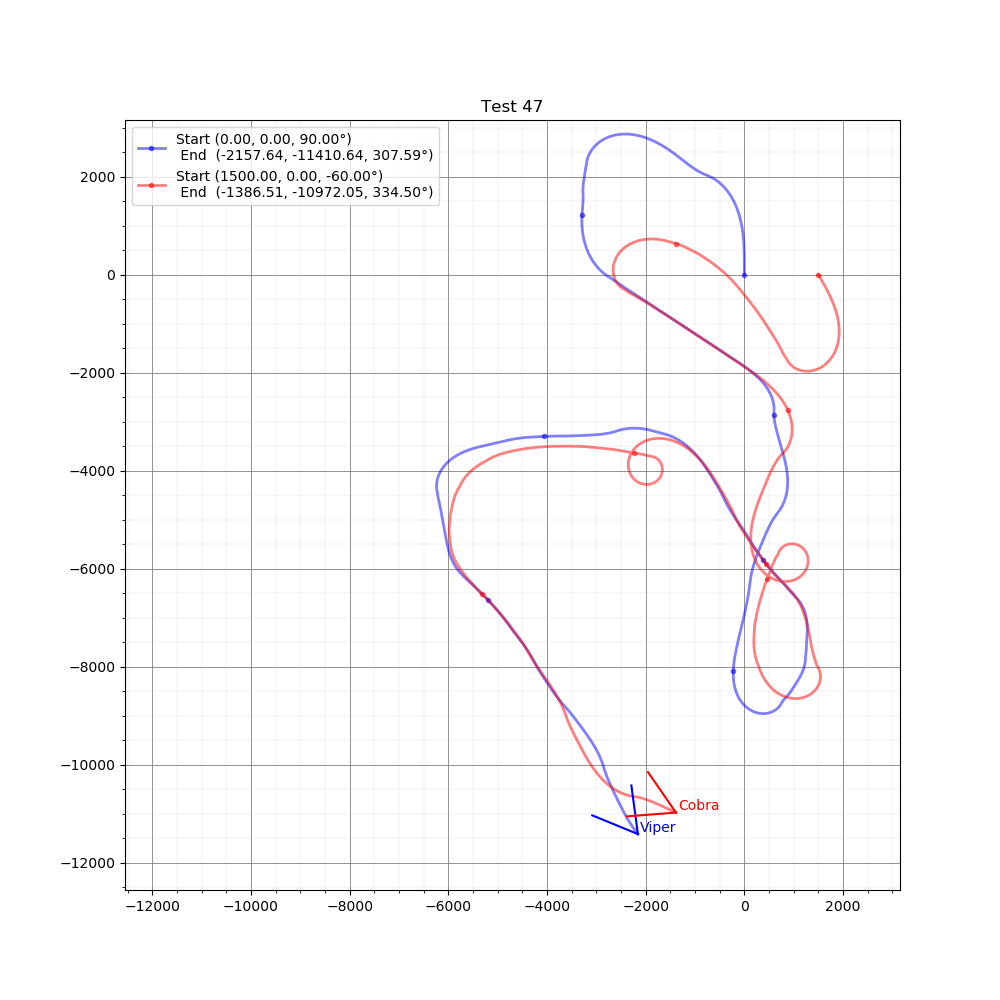 Test 47
Start (0.00, 0.00, 90.00°)
End (-2157.64, -11410.64, 307.59°)
Start (1500.00, 0.00, -60.00°)
End (-1386.51, -10972.05, 334.50°)
2000
0
−2000
−4000
−6000
−8000
−10000
−12000
Cobra
Viper
−12000 −10000 −8000 −6000 −4000 −2000 0 2000